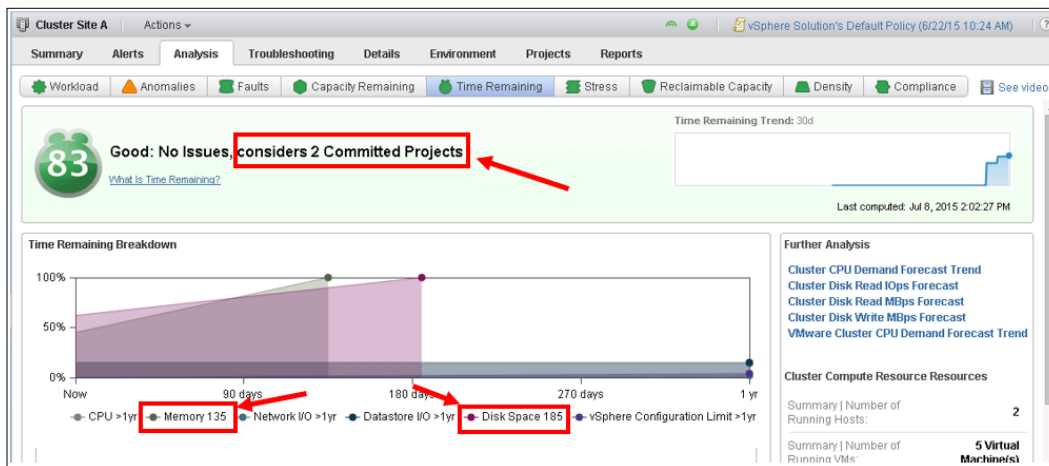 Cluster Site A Actions vSphere Solution's Default Policy (6/22/15 10:24 AM)
Summary Alerts Analysis Troubleshooting Details Environment Projects Reports
Workload Anomalies Faults Capacity Remaining Time Remaining Stress Reclaimable Capacity Density Compliance See video
Time Remaining Trend: 30d
83
Good: No Issues, considers 2 Committed Projects
What Is Time Remaining?
Last computed: Jul 8, 2015 2:02:27 PM
Time Remaining Breakdown
100%
50%
0%
Now 90 days 180 days 270 days 1 yr
CPU >1yr Memory 135 Network I/O >1yr Datastore I/O >1yr Disk Space 185 vSphere Configuration Limit >1yr
Further Analysis
Cluster CPU Demand Forecast Trend
Cluster Disk Read IOps Forecast
Cluster Disk Read MBps Forecast
Cluster Disk Write MBps Forecast
VMware Cluster CPU Demand Forecast Trend
Cluster Compute Resource Resources
Summary | Number of
Running Hosts: 2
Summary | Number of 5 Virtual
Running VMs: Machine(s)